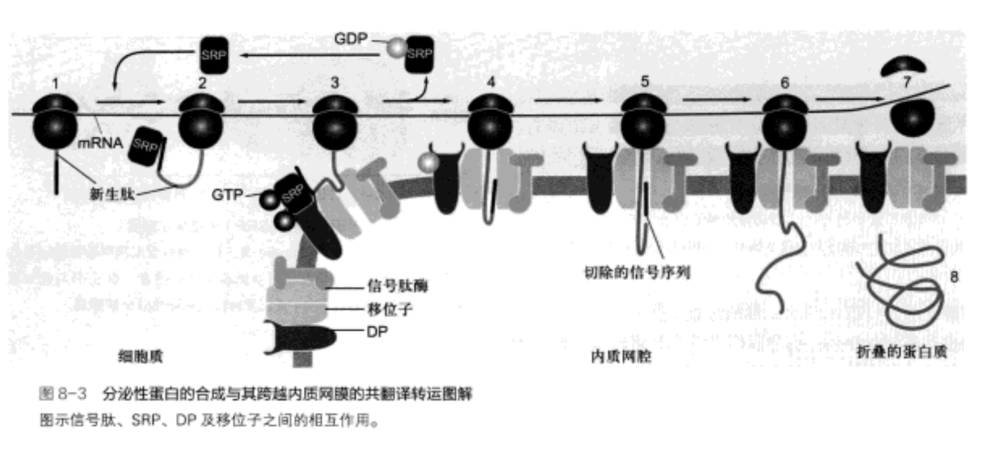 GDP
SRP
SRP
1
2
3
4
5
6
7
mRNA
SRP
新生肽
GTP
SRP
切除的信号序列
8
信号肽酶
移位子
DP
细胞质
内质网腔
折叠的蛋白质
图 8-3 分泌性蛋白的合成与其跨越内质网膜的共翻译转运图解
图示信号肽、SRP、DP 及移位子之间的相互作用。